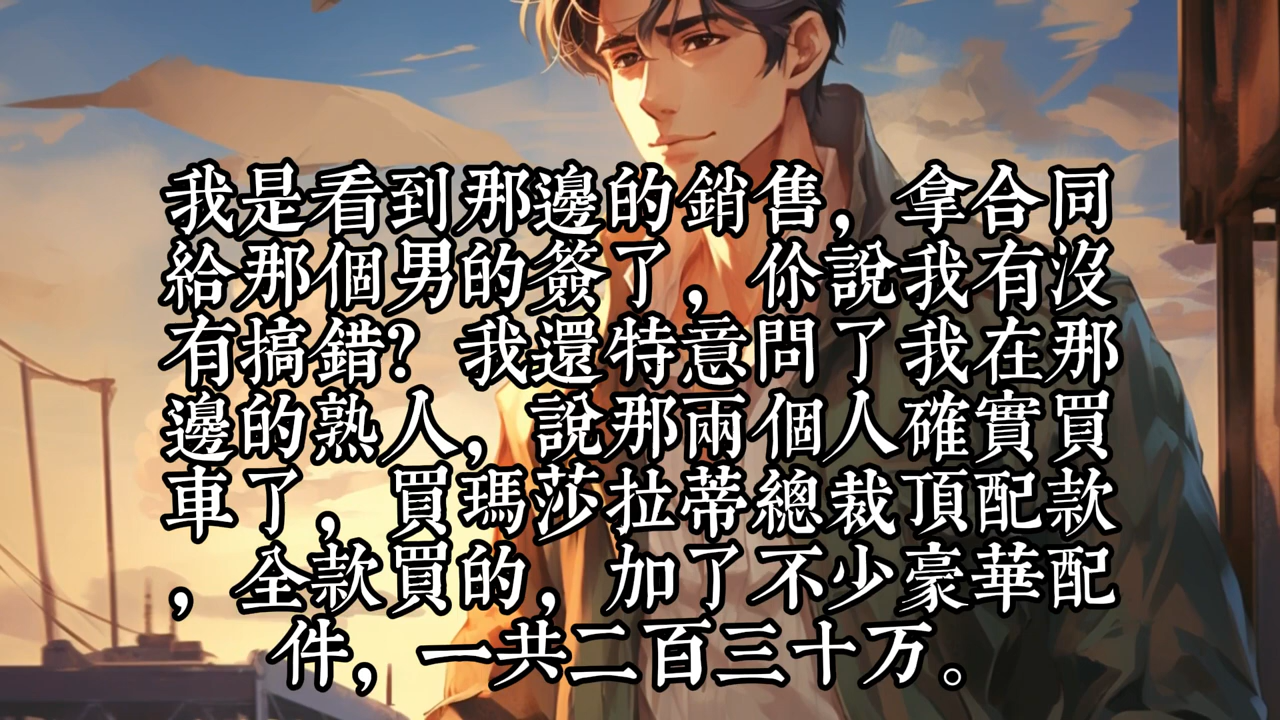 我是看到那邊的銷售，拿合同
給那個男的簽了，你說我有沒
有搞錯？我還特意問了我在那
邊的熟人，說那兩個人確實買
車了，買瑪莎拉蒂總裁頂配款
，全款買的，加了不少豪華配
件，一共二百三十万。